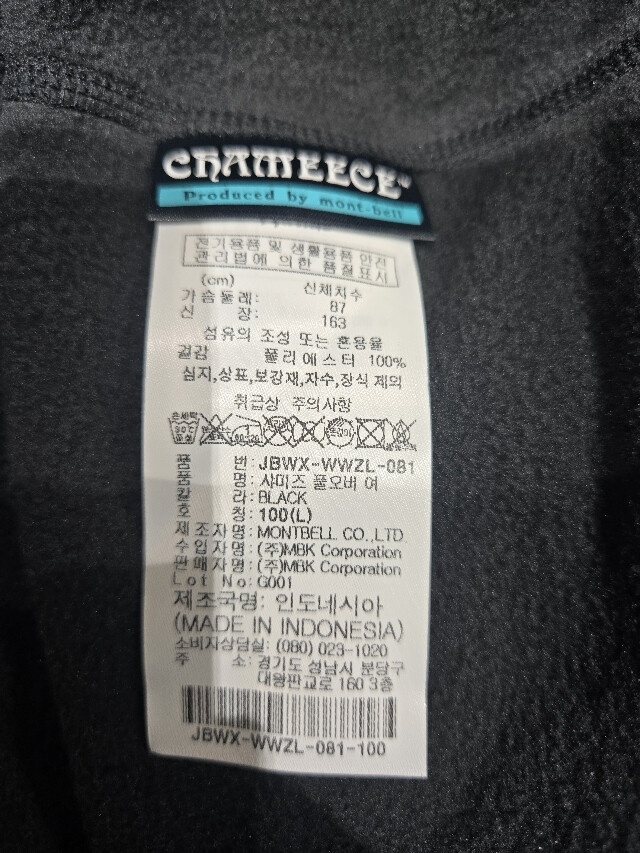 CHAMEECE
Produced by mont-bell
전기용품 및 생활용품 안전
관리법에 의한 품질표시
(cm) 신체치수
가슴둘레: 87
신 장: 163
섬유의 조성 또는 혼용율
겉감 폴리에스터 100%
심지,상표,보강재,자수,장식 제외
취급상 주의사항
손세탁
30℃
중성
품 번: JBWX-WWZL-081
품 명: 샤미즈 풀오버 여
칼 라: BLACK
호 칭: 100(L)
제조자명: MONTBELL CO.,LTD.
수입자명: (주)MBK Corporation
판매자명: (주)MBK Corporation
Lot No: G001
제조국명: 인도네시아
(MADE IN INDONESIA)
소비자상담실: (080) 023-1020
주 소: 경기도 성남시 분당구
대왕판교로 160 3층
JBWX-WWZL-081-100